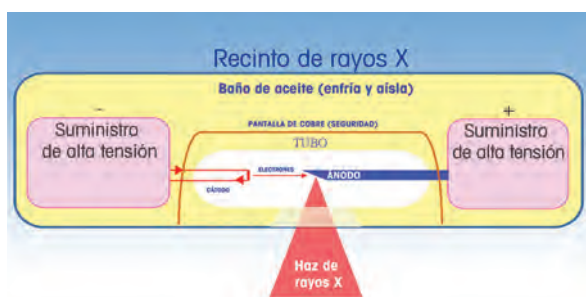 Recinto de rayos X
Baño de aceite (enfría y aísla)
-
Suministro
de alta tensión
PANTALLA DE COBRE (SEGURIDAD)
TUBO
ELECTRONES
CÁTODO
ÁNODO
+
Suministro
de alta tensión
Haz de
rayos X